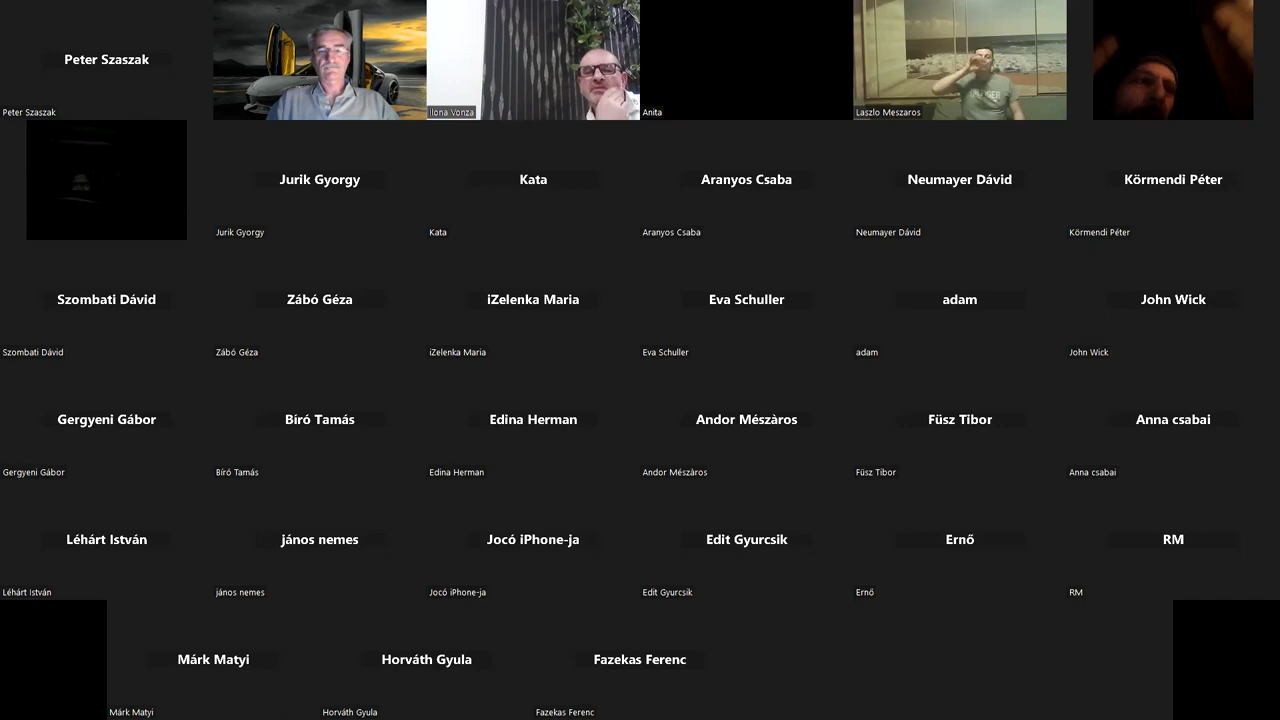 Peter Szaszak
Peter Szaszak
Ilona Vonza
Anita
Laszlo Meszaros
Jurik Gyorgy
Kata
Aranyos Csaba
Neumayer Dávid
Körmendi Péter
Jurik Gyorgy
Kata
Aranyos Csaba
Neumayer Dávid
Körmendi Péter
Szombati Dávid
Zábó Géza
iZelenka Maria
Eva Schuller
adam
John Wick
Szombati Dávid
Zábó Géza
iZelenka Maria
Eva Schuller
adam
John Wick
Gergyeni Gábor
Bíró Tamás
Edina Herman
Andor Mészàros
Füsz Tibor
Anna csabai
Gergyeni Gábor
Bíró Tamás
Edina Herman
Andor Mészàros
Füsz Tibor
Anna csabai
Léhárt István
jános nemes
Jocó iPhone-ja
Edit Gyurcsik
Ernő
RM
Léhárt István
jános nemes
Jocó iPhone-ja
Edit Gyurcsik
Ernő
RM
Márk Matyi
Horváth Gyula
Fazekas Ferenc
Márk Matyi
Horváth Gyula
Fazekas Ferenc